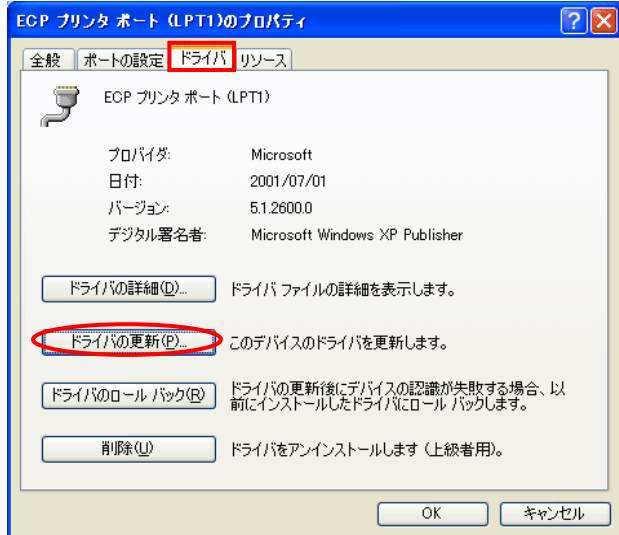 ECP プリンタ ポート (LPT1)のプロパティ
全般 ポートの設定 ドライバ リソース
ECP プリンタ ポート (LPT1)
プロバイダ: Microsoft
日付: 2001/07/01
バージョン: 5.1.2600.0
デジタル署名者: Microsoft Windows XP Publisher
ドライバの詳細(D)... ドライバ ファイルの詳細を表示します。
ドライバの更新(P)... このデバイスのドライバを更新します。
ドライバのロール バック(R) ドライバの更新後にデバイスの認識が失敗する場合、以
前にインストールしたドライバにロール バックします。
削除(U) ドライバをアンインストールします (上級者用)。
OK キャンセル